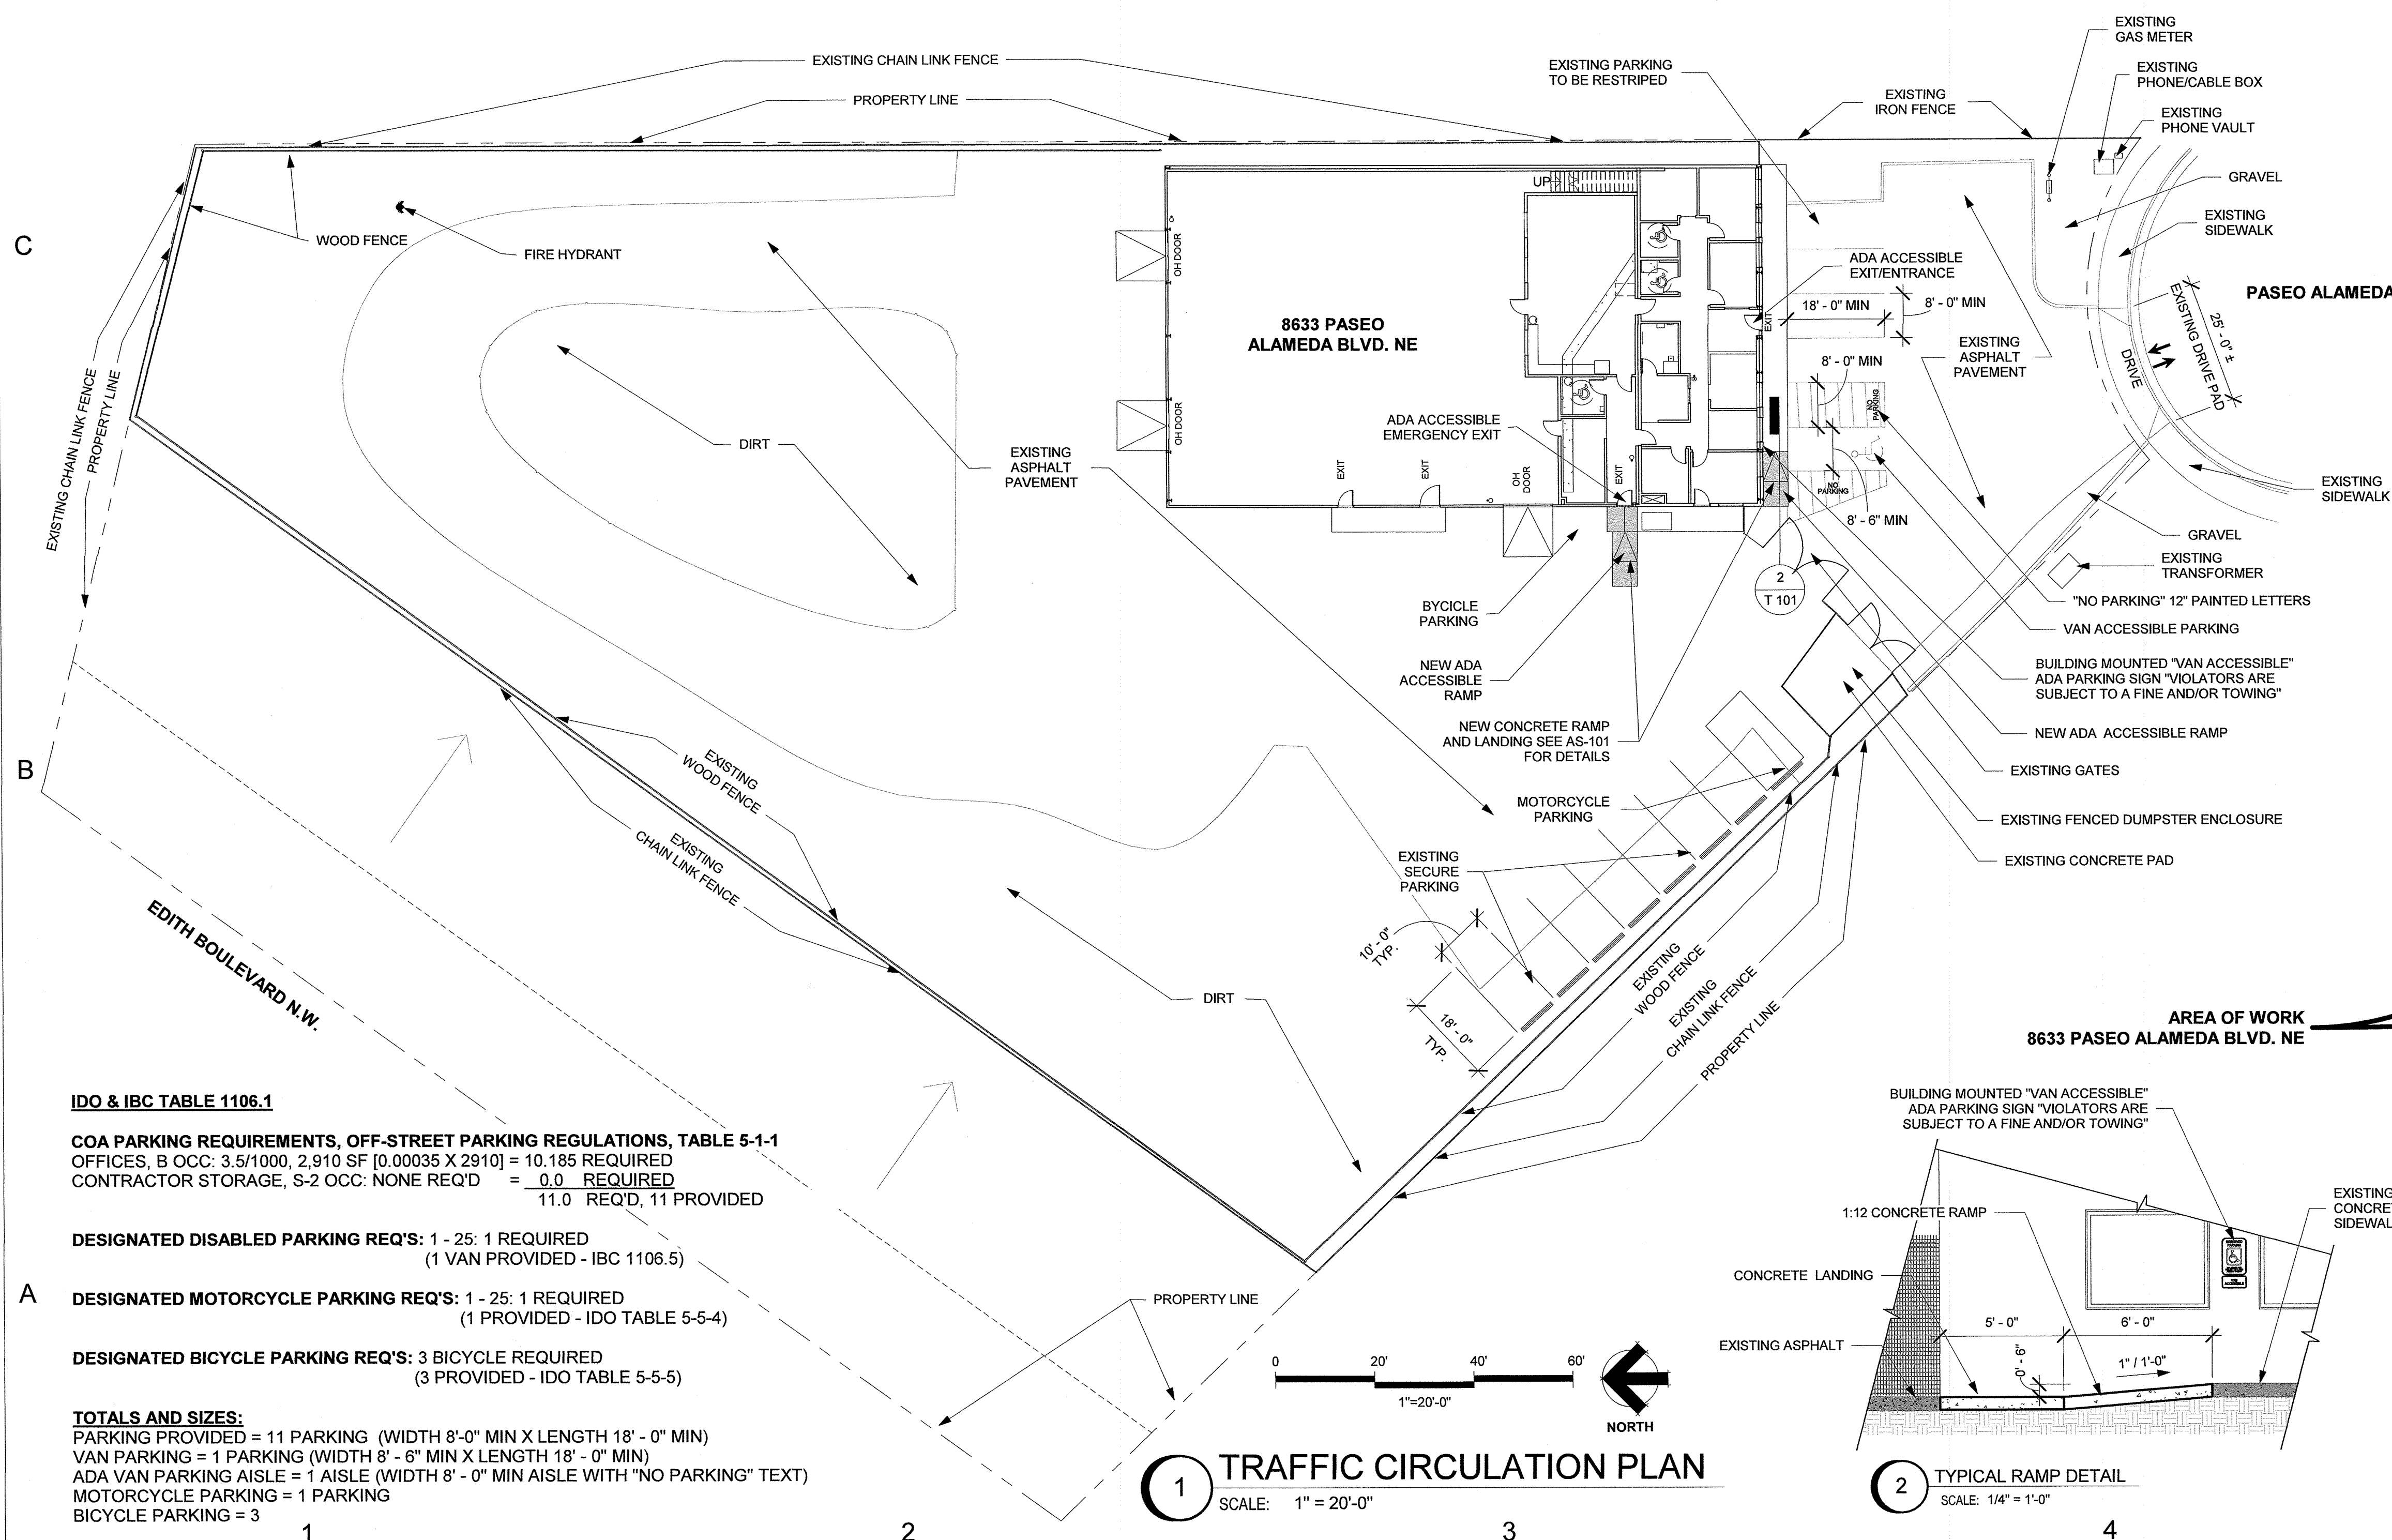 EXISTING
GAS METER
EXISTING CHAIN LINK FENCE
EXISTING PARKING
TO BE RESTRIPED
EXISTING
PHONE/CABLE BOX
PROPERTY LINE
EXISTING
IRON FENCE
EXISTING
PHONE VAULT
UP
GRAVEL
C
WOOD FENCE
FIRE HYDRANT
OH DOOR
EXISTING
SIDEWALK
ADA ACCESSIBLE
EXIT/ENTRANCE
PASEO ALAMEDA
18' - 0" MIN
8' - 0" MIN
EXIT
8633 PASEO
ALAMEDA BLVD. NE
25' - 0" ±
EXISTING DRIVE PAD
DRIVE
EXISTING
ASPHALT
PAVEMENT
8' - 0" MIN
NO
PARKING
EXISTING CHAIN LINK FENCE
PROPERTY LINE
DIRT
OH DOOR
ADA ACCESSIBLE
EMERGENCY EXIT
EXISTING
ASPHALT
PAVEMENT
EXIT
EXIT
OH
DOOR
EXIT
NO
PARKING
8' - 6" MIN
EXISTING
SIDEWALK
GRAVEL
EXISTING
TRANSFORMER
2
T 101
BYCICLE
PARKING
"NO PARKING" 12" PAINTED LETTERS
VAN ACCESSIBLE PARKING
NEW ADA
ACCESSIBLE
RAMP
BUILDING MOUNTED "VAN ACCESSIBLE"
ADA PARKING SIGN "VIOLATORS ARE
SUBJECT TO A FINE AND/OR TOWING"
NEW CONCRETE RAMP
AND LANDING SEE AS-101
FOR DETAILS
NEW ADA ACCESSIBLE RAMP
B
EXISTING
WOOD FENCE
EXISTING GATES
MOTORCYCLE
PARKING
EXISTING FENCED DUMPSTER ENCLOSURE
EXISTING
CHAIN LINK FENCE
EXISTING
SECURE
PARKING
EXISTING CONCRETE PAD
EDITH BOULEVARD N.W.
10' - 0"
TYP.
DIRT
18' - 0"
TYP.
EXISTING
WOOD FENCE
EXISTING
CHAIN LINK FENCE
PROPERTY LINE
AREA OF WORK
8633 PASEO ALAMEDA BLVD. NE
IDO & IBC TABLE 1106.1
COA PARKING REQUIREMENTS, OFF-STREET PARKING REGULATIONS, TABLE 5-1-1
OFFICES, B OCC: 3.5/1000, 2,910 SF [0.00035 X 2910] = 10.185 REQUIRED
CONTRACTOR STORAGE, S-2 OCC: NONE REQ'D = 0.0 REQUIRED
11.0 REQ'D, 11 PROVIDED
DESIGNATED DISABLED PARKING REQ'S: 1 - 25: 1 REQUIRED
(1 VAN PROVIDED - IBC 1106.5)
A
DESIGNATED MOTORCYCLE PARKING REQ'S: 1 - 25: 1 REQUIRED
(1 PROVIDED - IDO TABLE 5-5-4)
DESIGNATED BICYCLE PARKING REQ'S: 3 BICYCLE REQUIRED
(3 PROVIDED - IDO TABLE 5-5-5)
TOTALS AND SIZES:
PARKING PROVIDED = 11 PARKING (WIDTH 8'-0" MIN X LENGTH 18' - 0" MIN)
VAN PARKING = 1 PARKING (WIDTH 8' - 6" MIN X LENGTH 18' - 0" MIN)
ADA VAN PARKING AISLE = 1 AISLE (WIDTH 8' - 0" MIN AISLE WITH "NO PARKING" TEXT)
MOTORCYCLE PARKING = 1 PARKING
BICYCLE PARKING = 3
PROPERTY LINE
0 20' 40' 60'
1"=20'-0"
NORTH
1
TRAFFIC CIRCULATION PLAN
SCALE: 1" = 20'-0"
BUILDING MOUNTED "VAN ACCESSIBLE"
ADA PARKING SIGN "VIOLATORS ARE
SUBJECT TO A FINE AND/OR TOWING"
1:12 CONCRETE RAMP
EXISTING
CONCRE
SIDEWAL
CONCRETE LANDING
5' - 0"
6' - 0"
EXISTING ASPHALT
0' - 6"
1" / 1'-0"
2
TYPICAL RAMP DETAIL
SCALE: 1/4" = 1'-0"
1 2 3 4